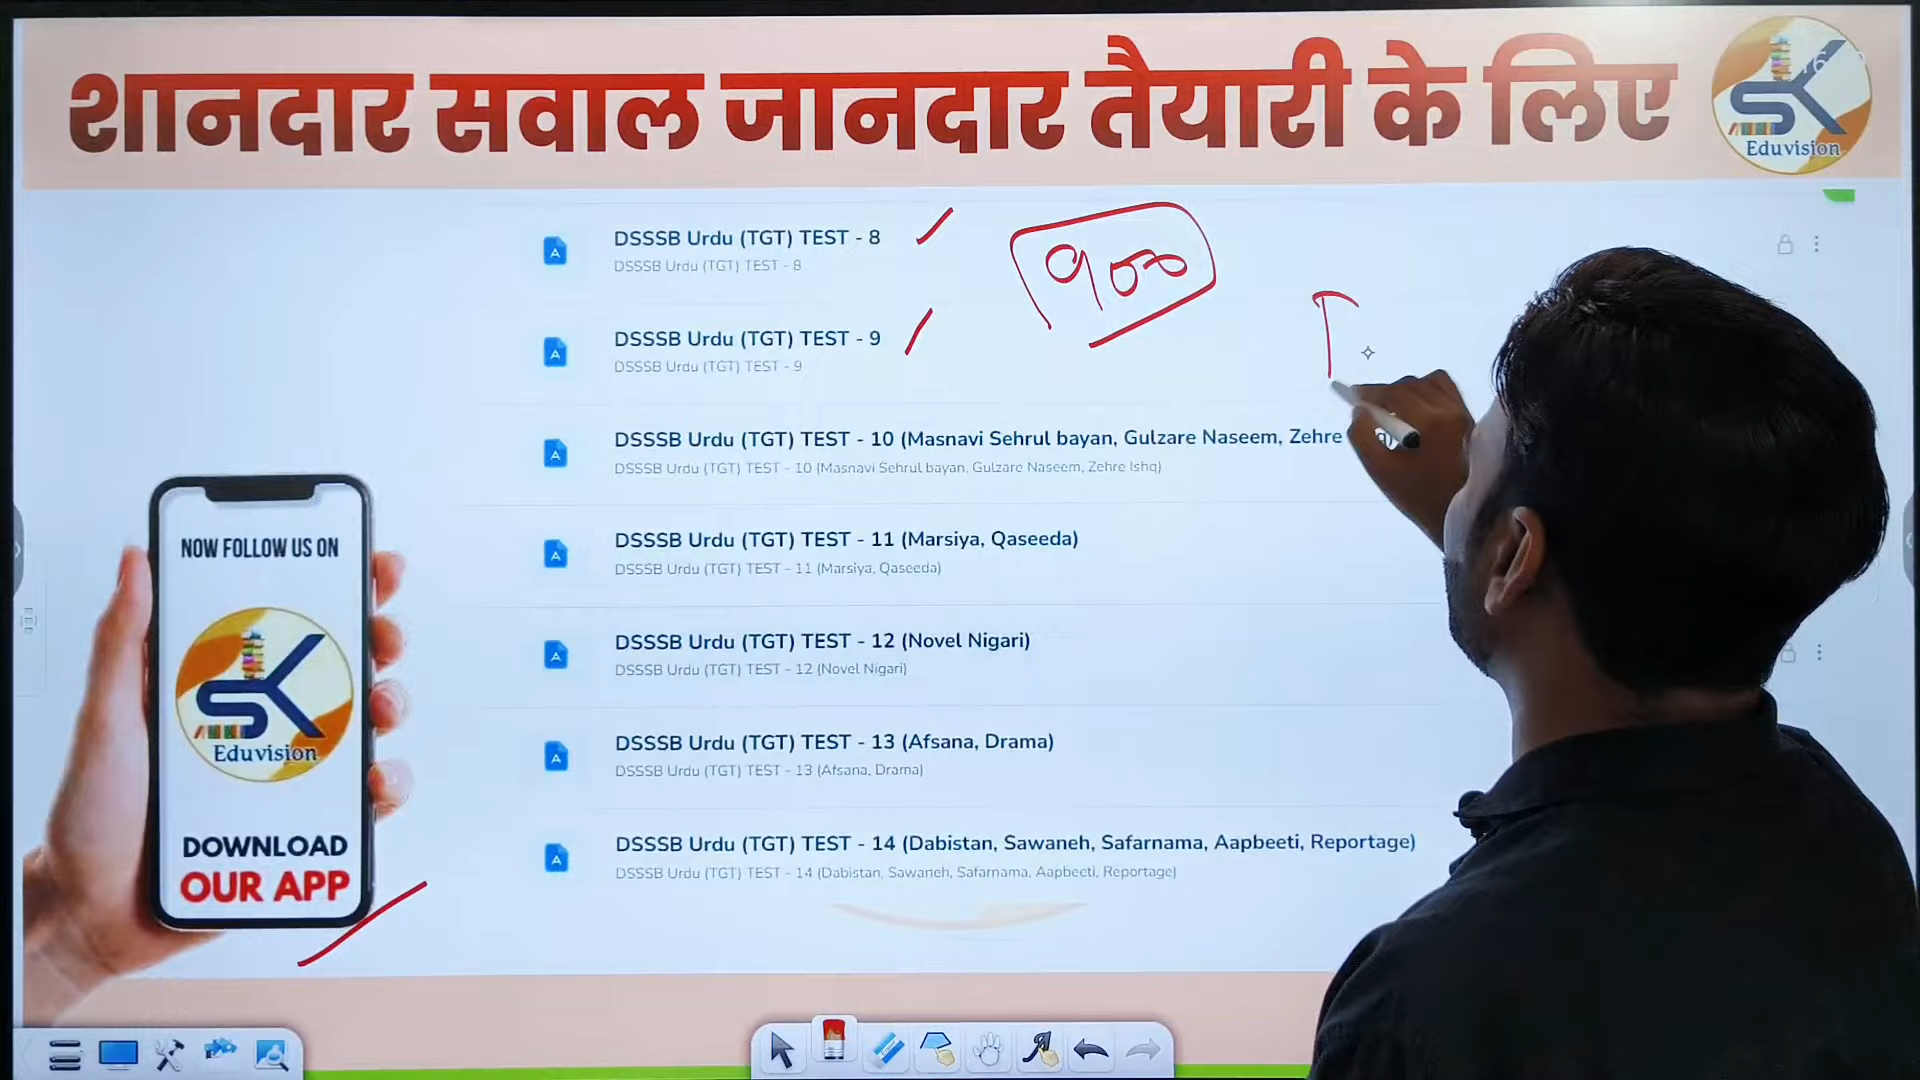 शानदार सवाल जानदार तैयारी के लिए
SK
Eduvision
DSSSB Urdu (TGT) TEST - 8
DSSSB Urdu (TGT) TEST - 8
900
DSSSB Urdu (TGT) TEST - 9
DSSSB Urdu (TGT) TEST - 9
DSSSB Urdu (TGT) TEST - 10 (Masnavi Sehrul bayan, Gulzare Naseem, Zehre
DSSSB Urdu (TGT) TEST - 10 (Masnavi Sehrul bayan, Gulzare Naseem, Zehre Ishq)
DSSSB Urdu (TGT) TEST - 11 (Marsiya, Qaseeda)
DSSSB Urdu (TGT) TEST - 11 (Marsiya, Qaseeda)
DSSSB Urdu (TGT) TEST - 12 (Novel Nigari)
DSSSB Urdu (TGT) TEST - 12 (Novel Nigari)
DSSSB Urdu (TGT) TEST - 13 (Afsana, Drama)
DSSSB Urdu (TGT) TEST - 13 (Afsana, Drama)
DSSSB Urdu (TGT) TEST - 14 (Dabistan, Sawaneh, Safarnama, Aapbeeti, Reportage)
DSSSB Urdu (TGT) TEST - 14 (Dabistan, Sawaneh, Safarnama, Aapbeeti, Reportage)
NOW FOLLOW US ON
SK
Eduvision
DOWNLOAD
OUR APP